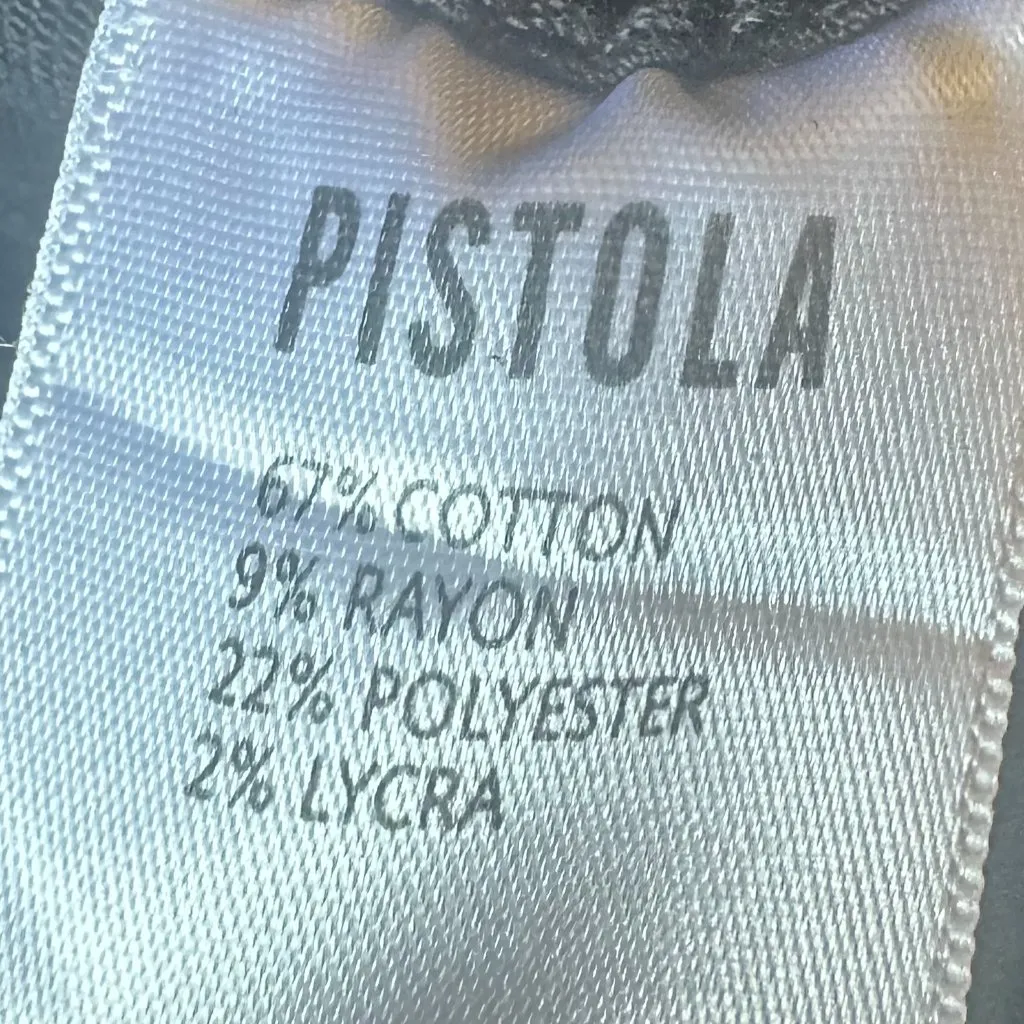 PISTOLA
67% COTTON
9% RAYON
22% POLYESTER
2% LYCRA